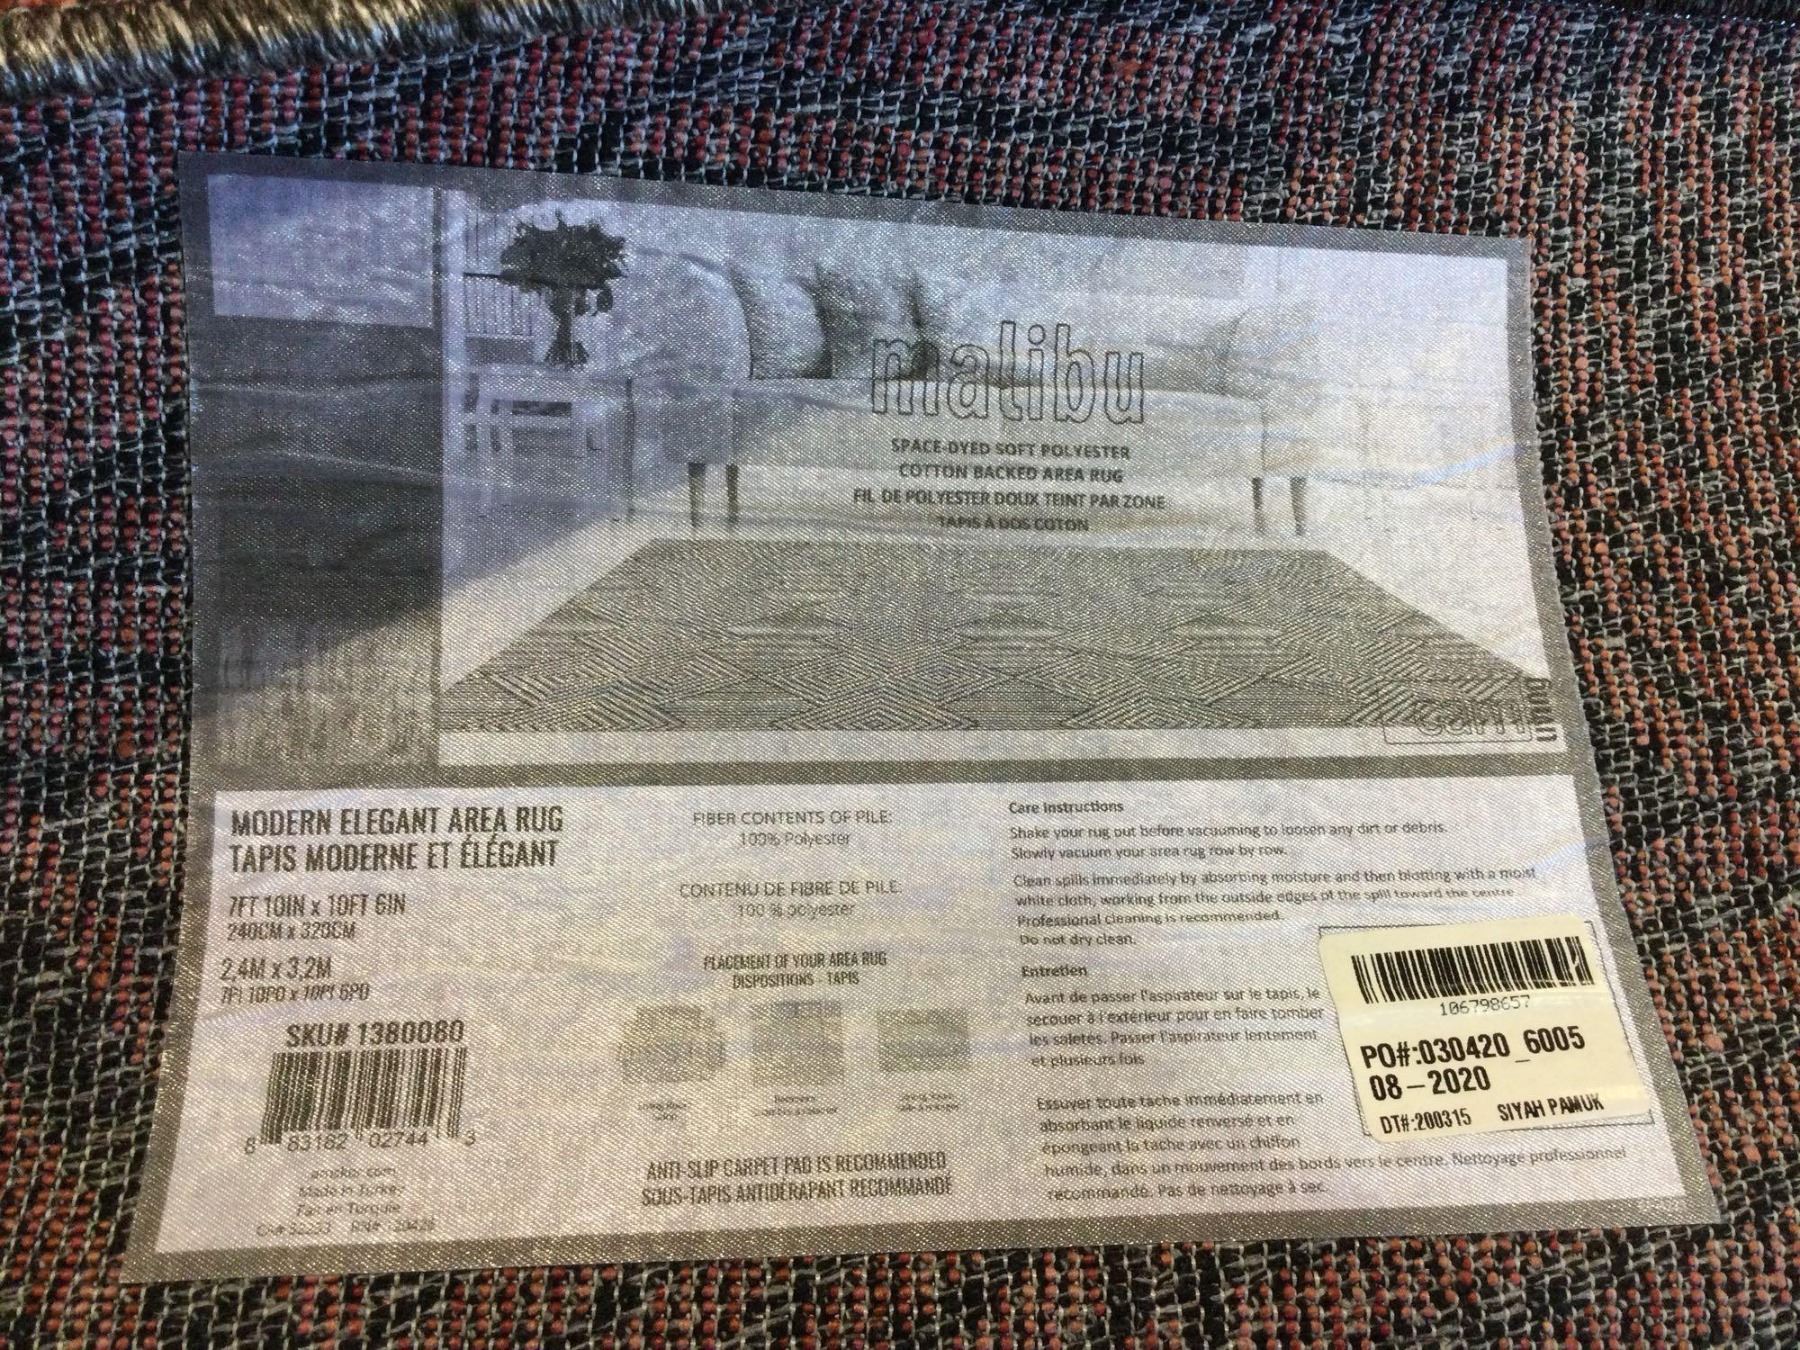 malibu
SPACE-DYED SOFT POLYESTER
COTTON BACKED AREA RUG
FIL DE POLYESTER DOUX TEINT PAR ZONE
TAPIS À DOS COTON
MODERN ELEGANT AREA RUG
TAPIS MODERNE ET ÉLÉGANT
7FT 10IN x 10FT 6IN
240CM x 320CM
2,4M x 3,2M
7PI 10PO x 10PI 6PO
SKU# 1380080
8 83182 02744 3
Made in Turkey
Fait en Turquie
FIBER CONTENTS OF PILE:
100% Polyester
CONTENU DE FIBRE DE PILE:
100 % polyester
PLACEMENT OF YOUR AREA RUG
DISPOSITIONS - TAPIS
ANTI-SLIP CARPET PAD IS RECOMMENDED
SOUS-TAPIS ANTIDÉRAPANT RECOMMANDÉ
Care Instructions
Shake your rug out before vacuuming to loosen any dirt or debris.
Slowly vacuum your area rug row by row.
Clean spills immediately by absorbing moisture and then blotting with a moist
white cloth, working from the outside edges of the spill toward the centre.
Professional cleaning is recommended.
Do not dry clean.
Entretien
Avant de passer l'aspirateur sur le tapis, le
secouer à l'extérieur pour en faire tomber
les saletés. Passer l'aspirateur lentement
et plusieurs fois
Essuyer toute tache immédiatement en
absorbant le liquide renversé et en
épongeant la tache avec un chiffon
humide, dans un mouvement des bords vers le centre. Nettoyage professionnel
recommandé. Pas de nettoyage à sec.
106798657
PO#:030420_6005
08-2020
DT#:200315 SIYAH PAMUK